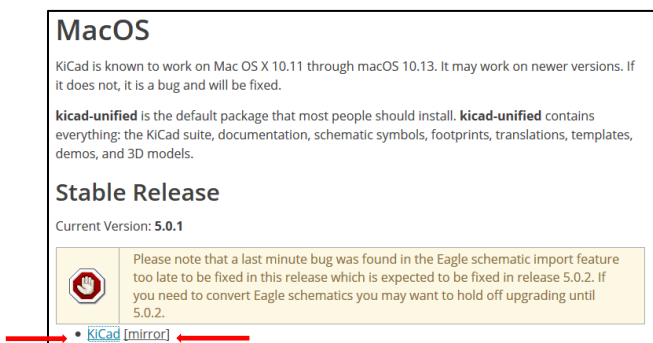 MacOS
KiCad is known to work on Mac OS X 10.11 through macOS 10.13. It may work on newer versions. If
it does not, it is a bug and will be fixed.
kicad-unified is the default package that most people should install. kicad-unified contains
everything: the KiCad suite, documentation, schematic symbols, footprints, translations, templates,
demos, and 3D models.
Stable Release
Current Version: 5.0.1
Please note that a last minute bug was found in the Eagle schematic import feature
too late to be fixed in this release which is expected to be fixed in release 5.0.2. If
you need to convert Eagle schematics you may want to hold off upgrading until
5.0.2.
• KiCad [mirror]